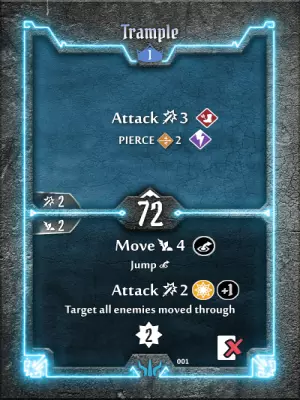 Trample
1
Attack 3
PIERCE 2
2
72
2
Move 4
Jump
Attack 2 +1
Target all enemies moved through
2
001